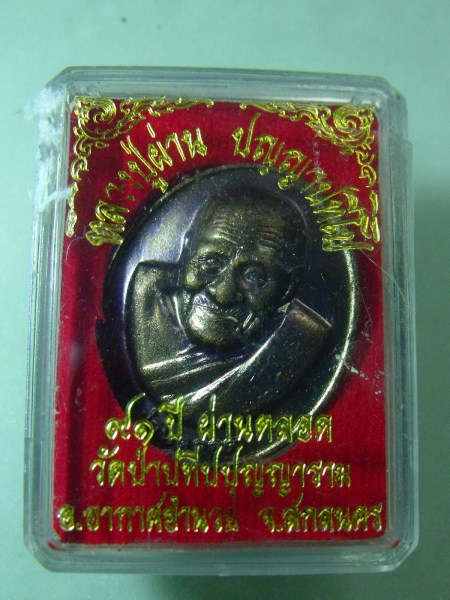 หลวงปู่ผ่าน ปญฺญาปทีโป
๙๑ ปี ผ่านตลอด
วัดป่าปทีปปุญญาราม
อ.อากาศอำนวย จ.สกลนคร